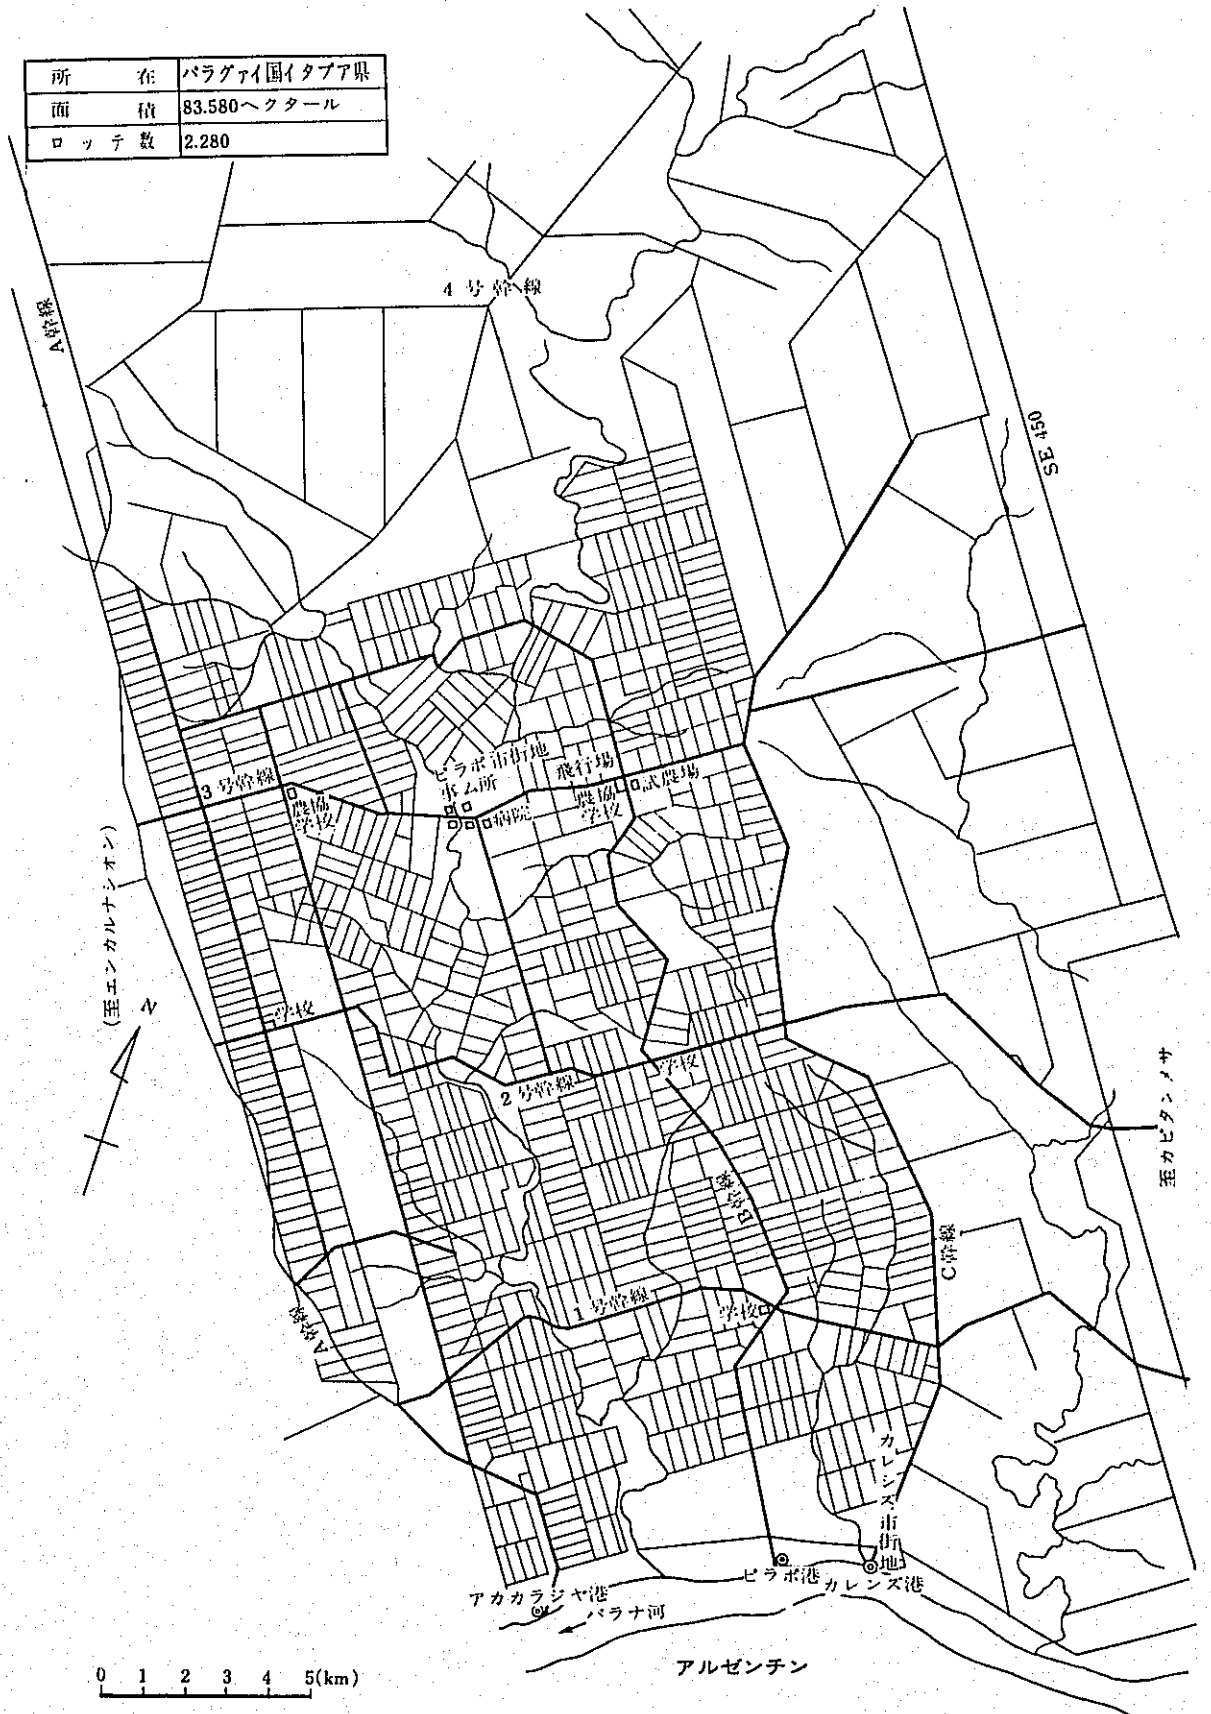 所在 パラグァイ国イタプア県
面積 83.580ヘクタール
ロッテ数 2.280
4号幹線
A幹線
SE 450
ピラポ市街地
事ム所
飛行場
試農場
3号幹線
農協
学校
病院
農協
学校
(至エンカルナシオン)
N
学校
学校
2号幹線
至カピタンメサ
B幹線
C幹線
1号幹線
学校
A幹線
カレンズ市街地
ピラポ港
カレンズ港
アカカラジヤ港
パラナ河
アルゼンチン
0 1 2 3 4 5(km)